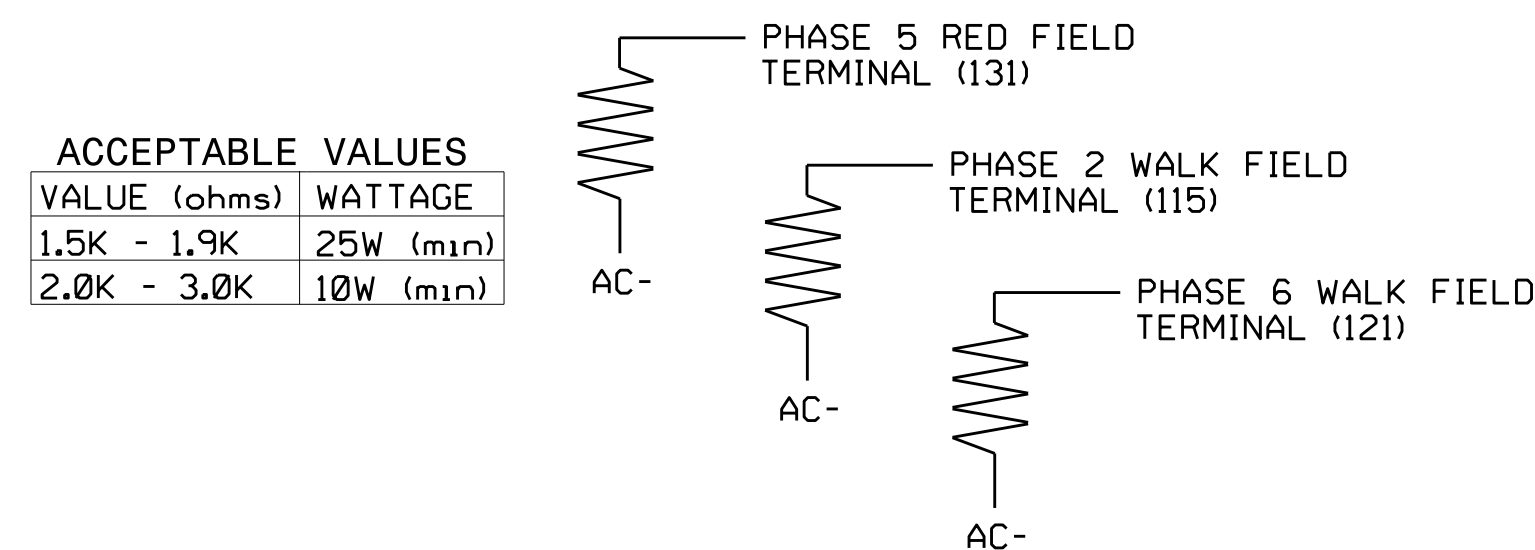 ACCEPTABLE VALUES
VALUE (ohms) WATTAGE
1.5K - 1.9K 25W (min)
2.0K - 3.0K 10W (min)
PHASE 5 RED FIELD
TERMINAL (131)
AC-
PHASE 2 WALK FIELD
TERMINAL (115)
AC-
PHASE 6 WALK FIELD
TERMINAL (121)
AC-